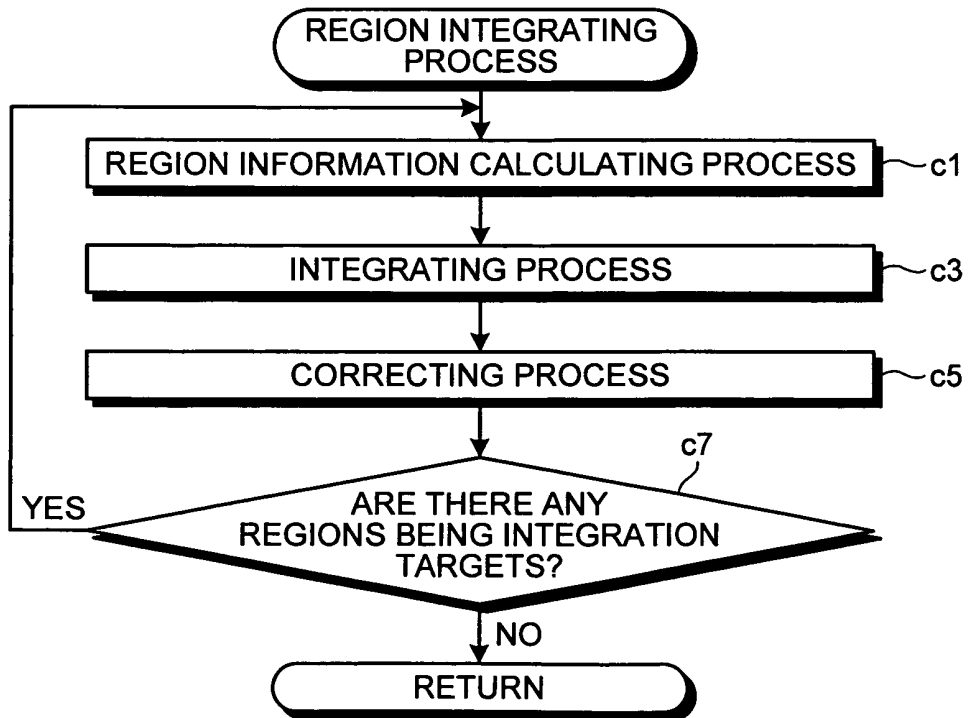 REGION INTEGRATING
PROCESS
REGION INFORMATION CALCULATING PROCESS
c1
INTEGRATING PROCESS
c3
CORRECTING PROCESS
c5
c7
YES
ARE THERE ANY
REGIONS BEING INTEGRATION
TARGETS?
NO
RETURN